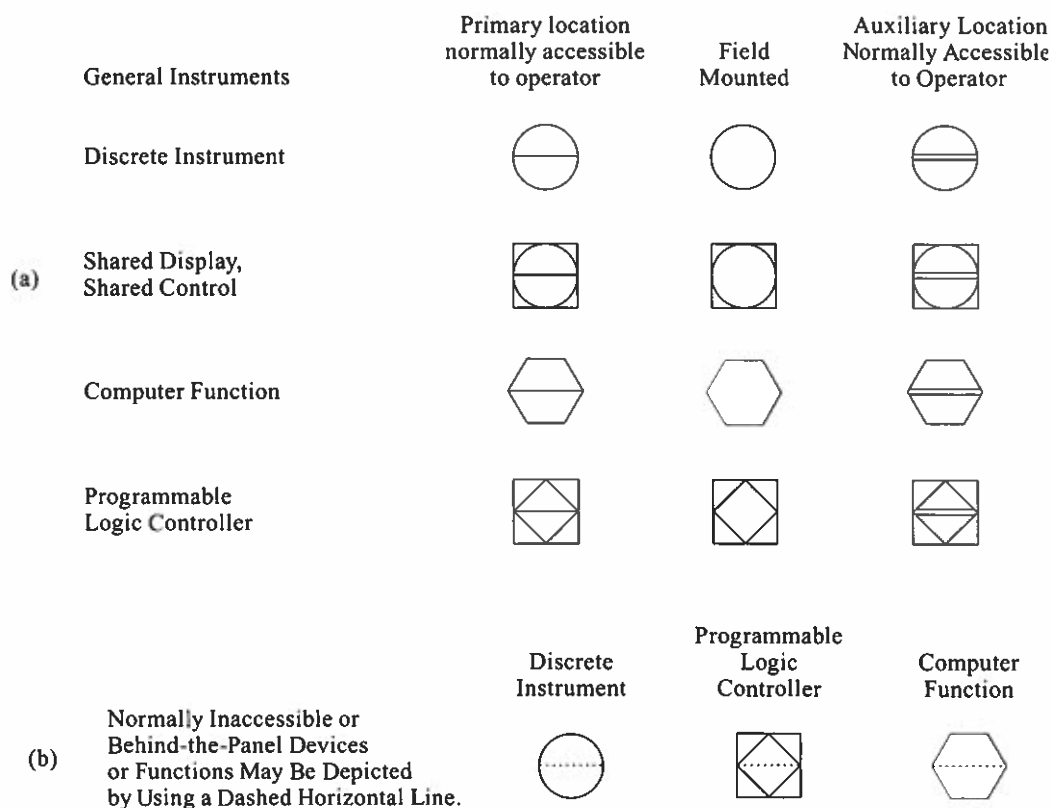 Primary location
normally accessible
to operator
Field
Mounted
Auxiliary Location
Normally Accessible
to Operator
General Instruments
Discrete Instrument
(a)
Shared Display,
Shared Control
Computer Function
Programmable
Logic Controller
Discrete
Instrument
Programmable
Logic
Controller
Computer
Function
(b)
Normally Inaccessible or
Behind-the-Panel Devices
or Functions May Be Depicted
by Using a Dashed Horizontal Line.